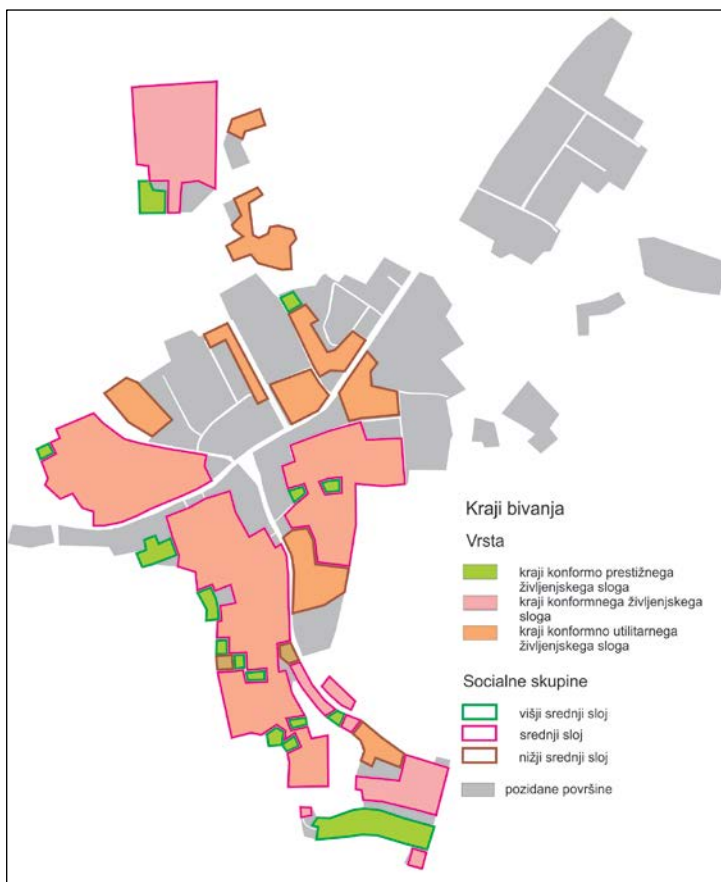 Kraji bivanja
Vrsta
kraji konformo prestižnega
življenjskega sloga
kraji konformnega življenjskega
sloga
kraji konformno utilitarnega
življenjskega sloga
Socialne skupine
višji srednji sloj
srednji sloj
nižji srednji sloj
pozidane površine